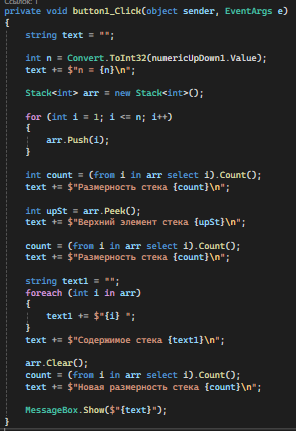 Ссылок: 1
private void button1_Click(object sender, EventArgs e)
{
string text = "";
int n = Convert.ToInt32(numericUpDown1.Value);
text += $"n = {n}\n";
Stack<int> arr = new Stack<int>();
for (int i = 1; i <= n; i++)
{
arr.Push(i);
}
int count = (from i in arr select i).Count();
text += $"Размерность стека {count}\n";
int upSt = arr.Peek();
text += $"Верхний элемент стека {upSt}\n";
count = (from i in arr select i).Count();
text += $"Размерность стека {count}\n";
string text1 = "";
foreach (int i in arr)
{
text1 += $"{i} ";
}
text += $"Содержимое стека {text1}\n";
arr.Clear();
count = (from i in arr select i).Count();
text += $"Новая размерность стека {count}\n";
MessageBox.Show($"{text}");
}